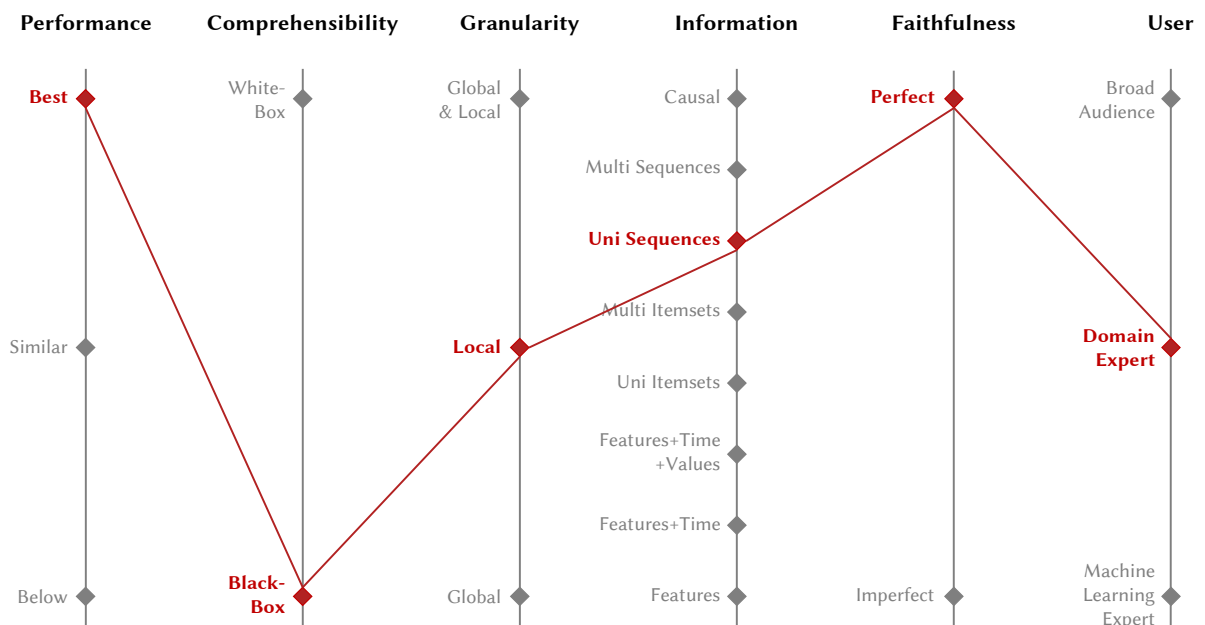 Performance
Comprehensibility
Granularity
Information
Faithfulness
User
Best
Similar
Below
White-
Box
Black-
Box
Global
& Local
Local
Global
Causal
Multi Sequences
Uni Sequences
Multi Itemsets
Uni Itemsets
Features+Time
+Values
Features+Time
Features
Perfect
Imperfect
Broad
Audience
Domain
Expert
Machine
Learning
Expert